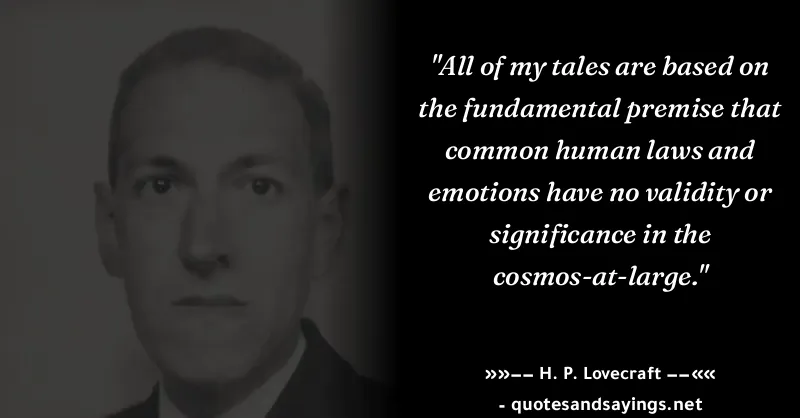 "All of my tales are based on
the fundamental premise that
common human laws and
emotions have no validity or
significance in the
cosmos-at-large."
»»–– H. P. Lovecraft ––««
- quotesandsayings.net